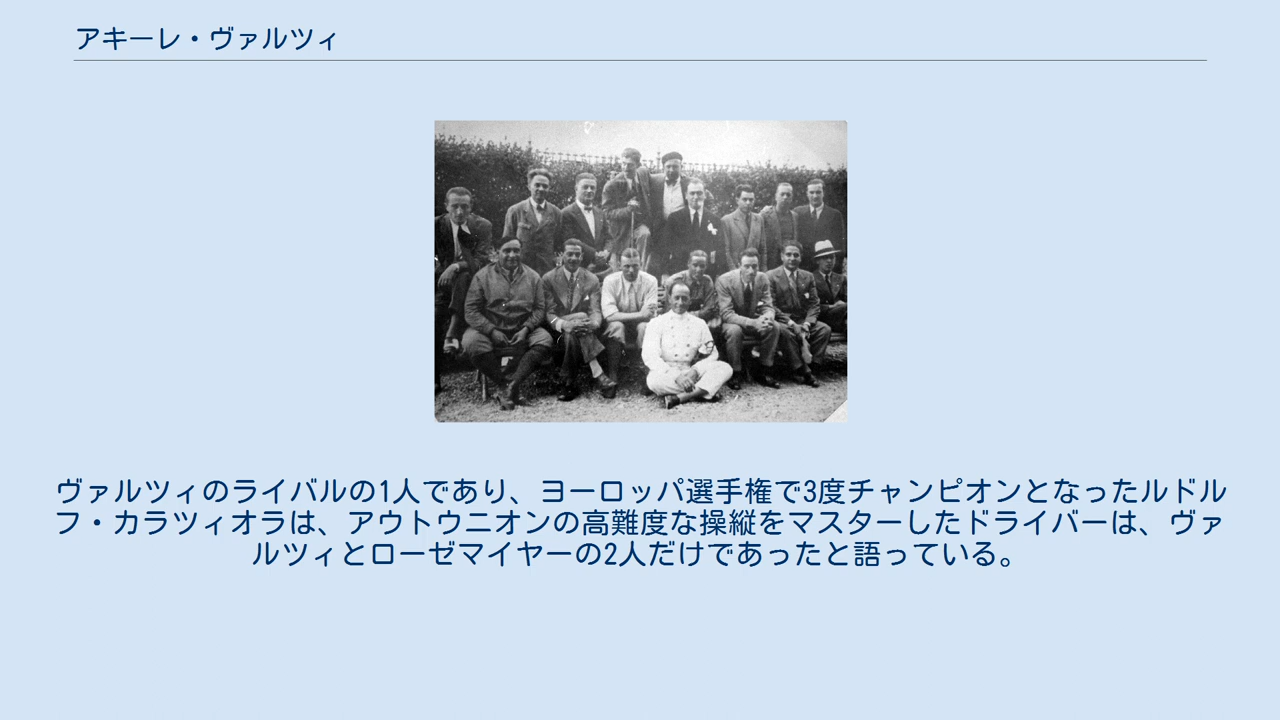 アキーレ・ヴァルツィ
ヴァルツィのライバルの1人であり、ヨーロッパ選手権で3度チャンピオンとなったルドル
フ・カラツィオラは、アウトウニオンの高難度な操縦をマスターしたドライバーは、ヴァ
ルツィとローゼマイヤーの2人だけであったと語っている。